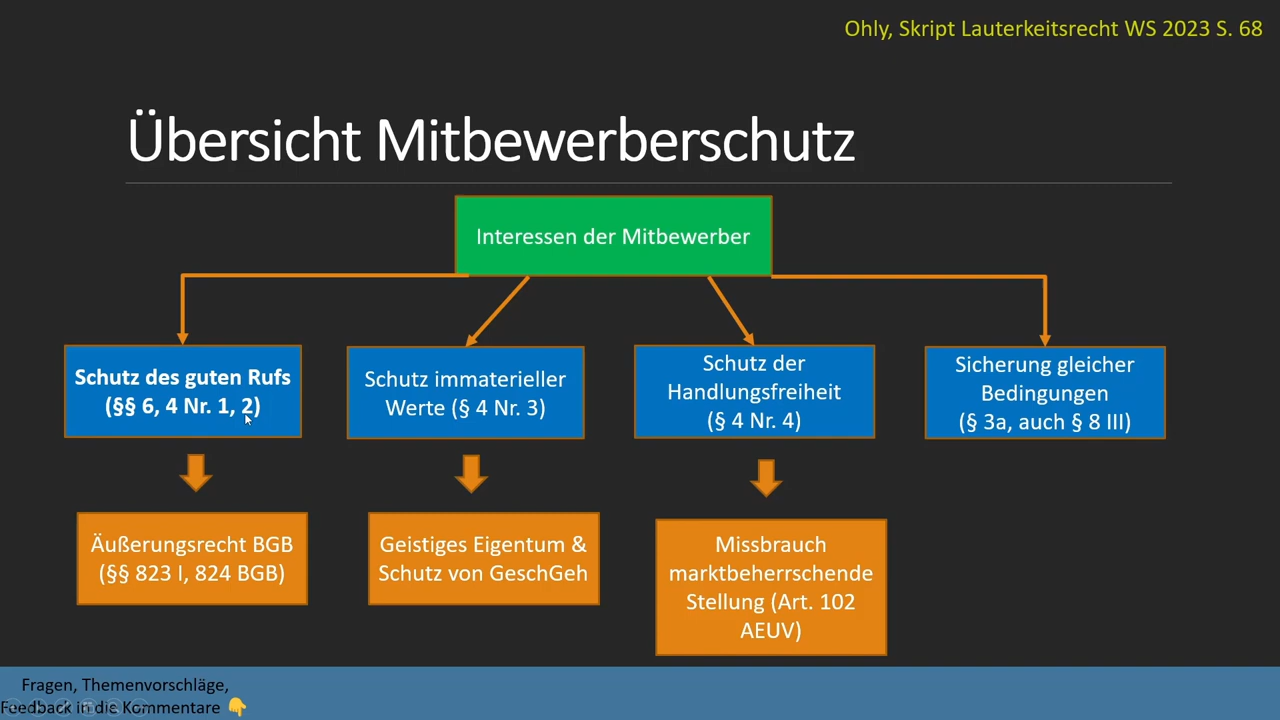 Ohly, Skript Lauterkeitsrecht WS 2023 S. 68
Übersicht Mitbewerberschutz
Interessen der Mitbewerber
Schutz des guten Rufs
(§§ 6, 4 Nr. 1, 2)
Schutz immaterieller
Werte (§ 4 Nr. 3)
Schutz der
Handlungsfreiheit
(§ 4 Nr. 4)
Sicherung gleicher
Bedingungen
(§ 3a, auch § 8 III)
Äußerungsrecht BGB
(§§ 823 I, 824 BGB)
Geistiges Eigentum &
Schutz von GeschGeh
Missbrauch
marktbeherrschende
Stellung (Art. 102
AEUV)
Fragen, Themenvorschläge,
Feedback in die Kommentare 👇